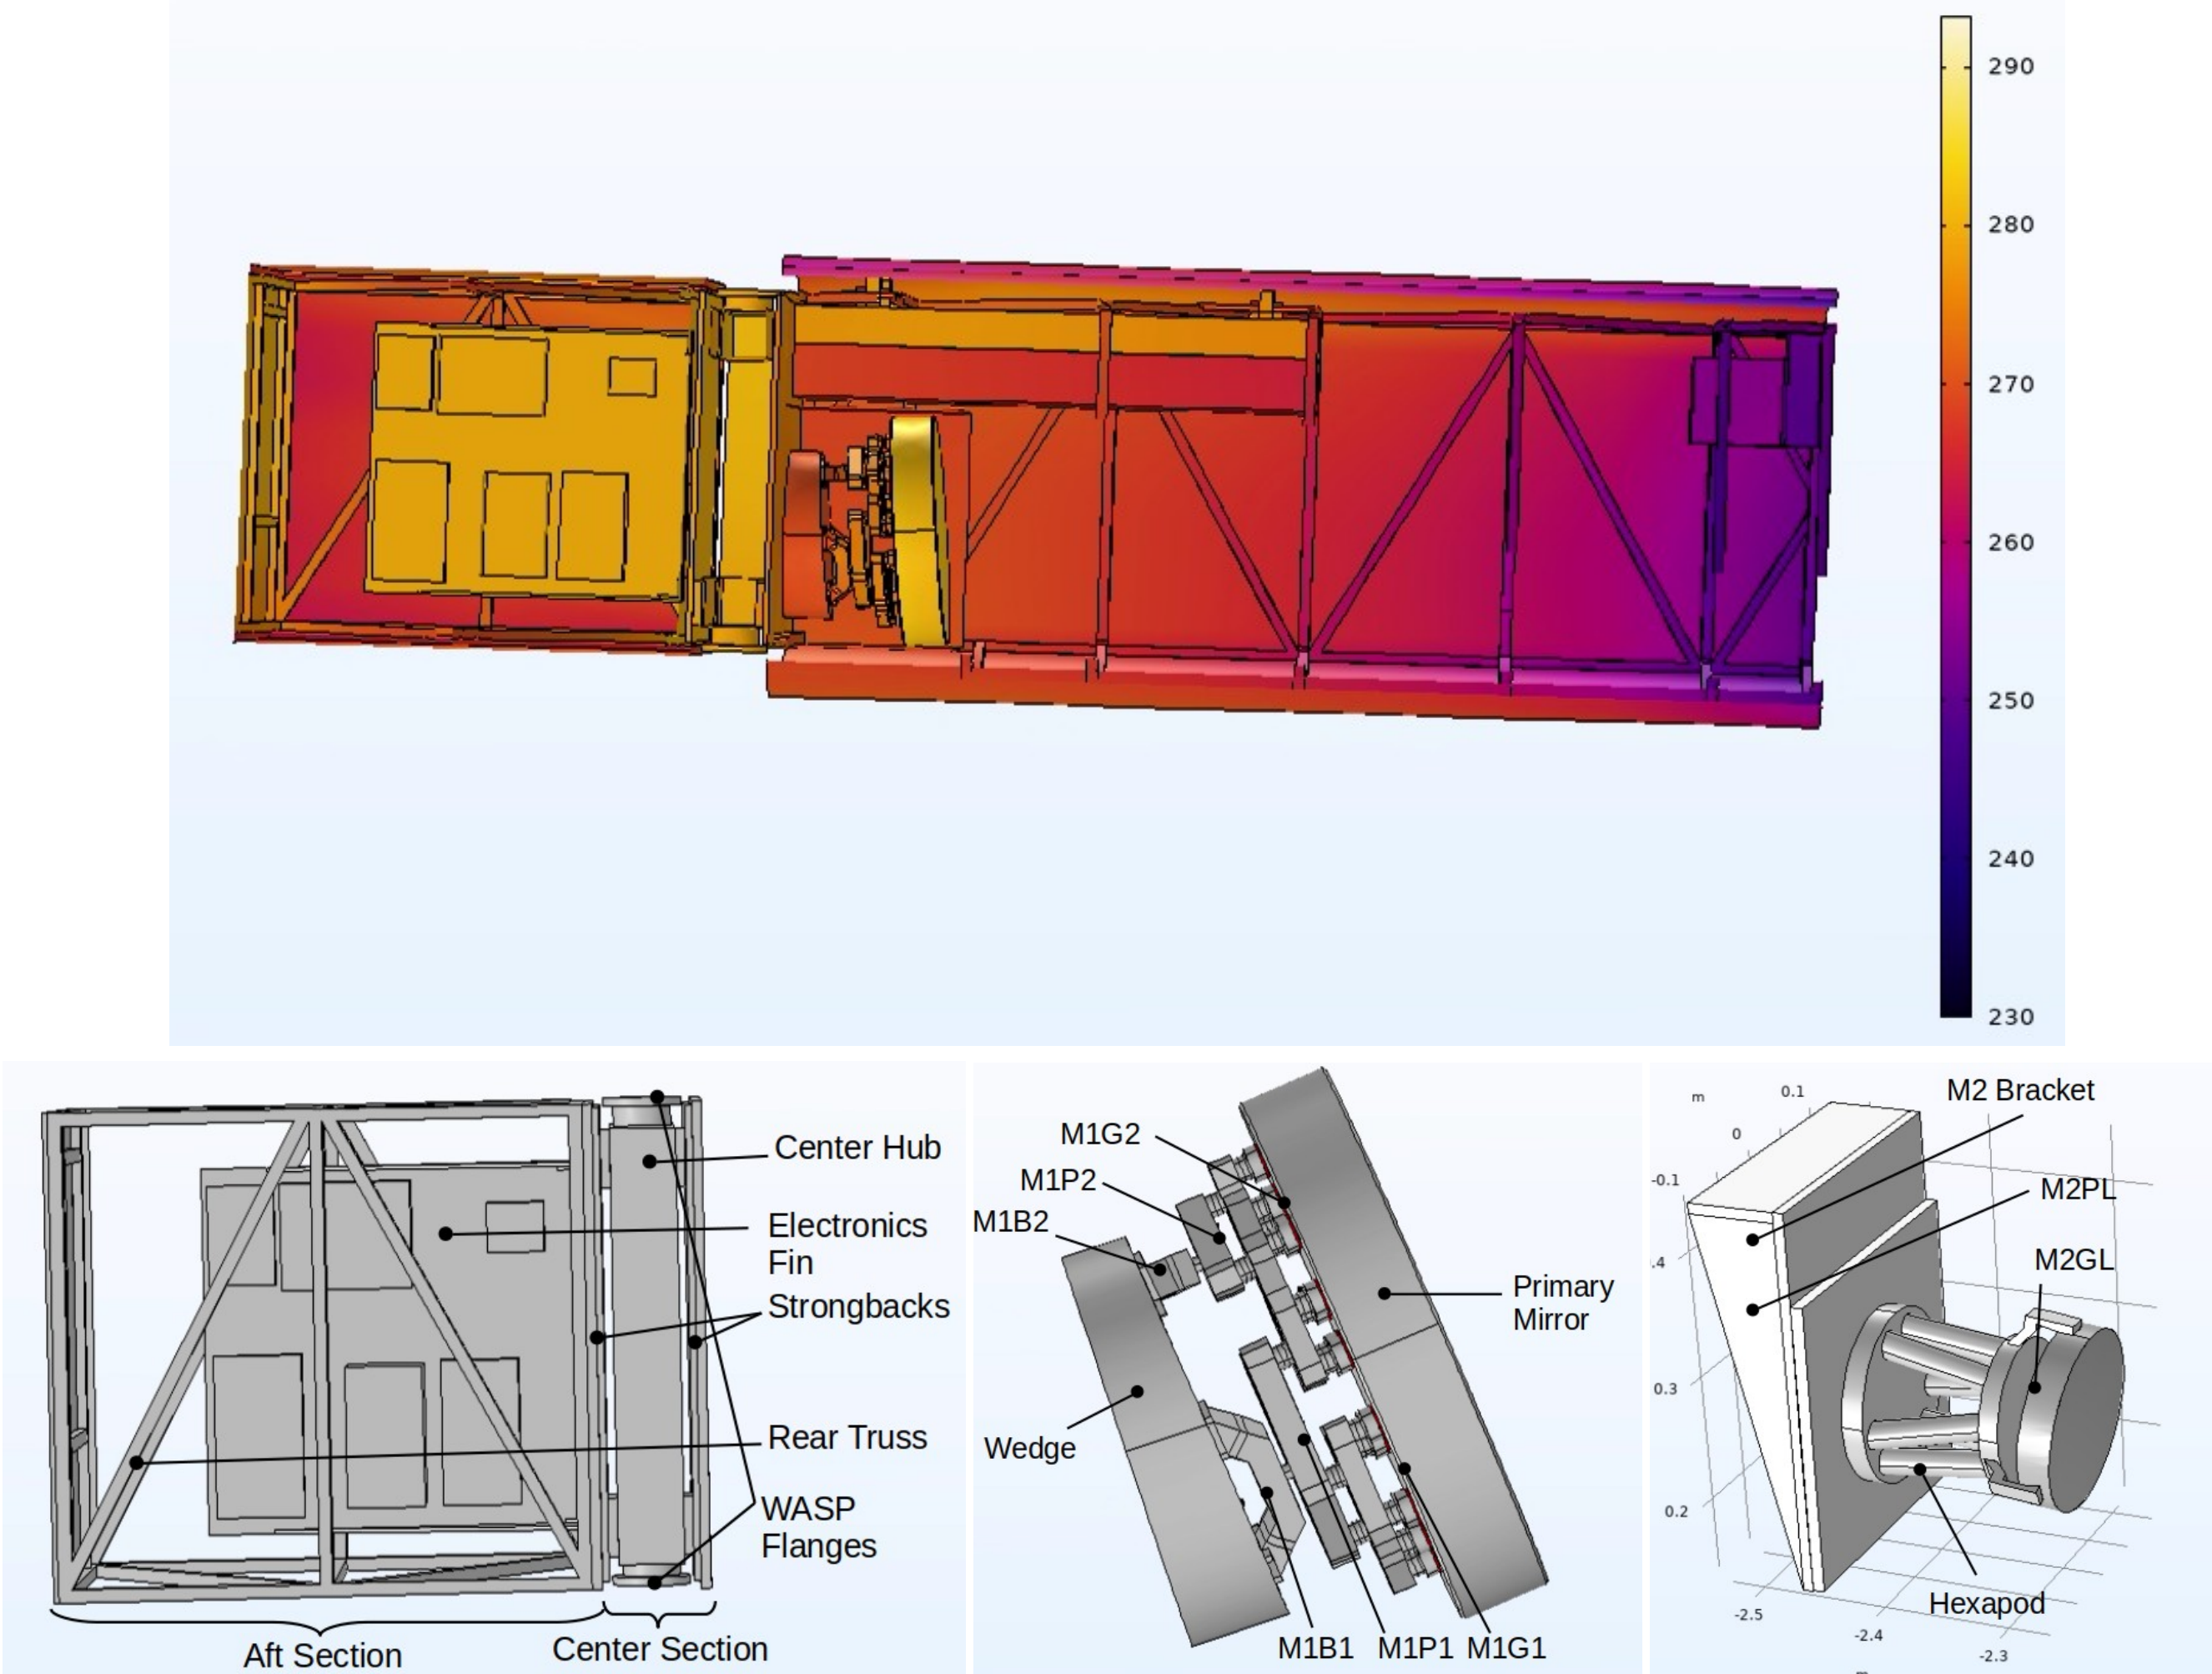 290
280
270
260
250
240
230
Center Hub
Electronics
Fin
Strongbacks
Rear Truss
WASP
Flanges
Aft Section
Center Section
M1G2
M1P2
M1B2
Wedge
Primary
Mirror
M1B1
M1P1
M1G1
m
0.1
M2 Bracket
0
-0.1
M2PL
.4
M2GL
0.3
0.2
Hexapod
-2.5
-2.4
-2.3